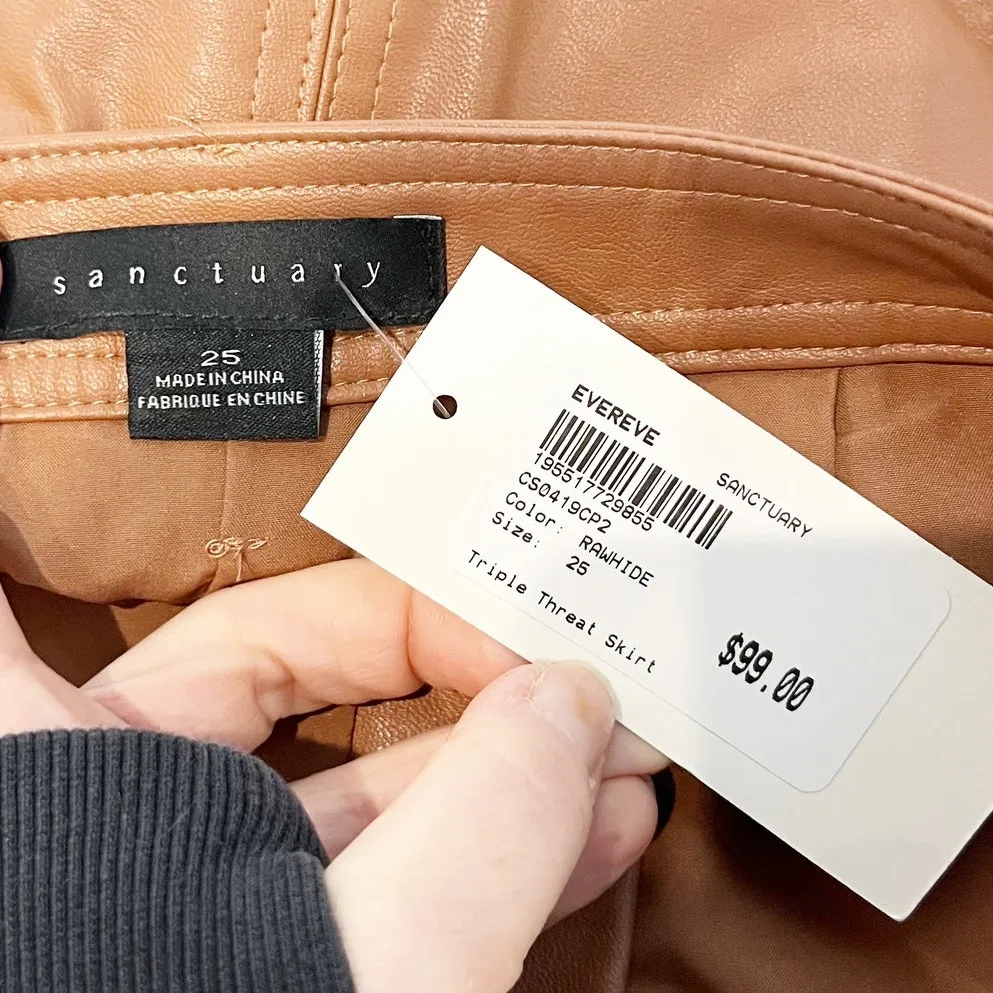 sanctuary
25
MADE IN CHINA
FABRIQUE EN CHINE
EVEREVE
195517729855
SANCTUARY
CS0419CP2
Color: RAWHIDE
Size: 25
Triple Threat Skirt
$99.00